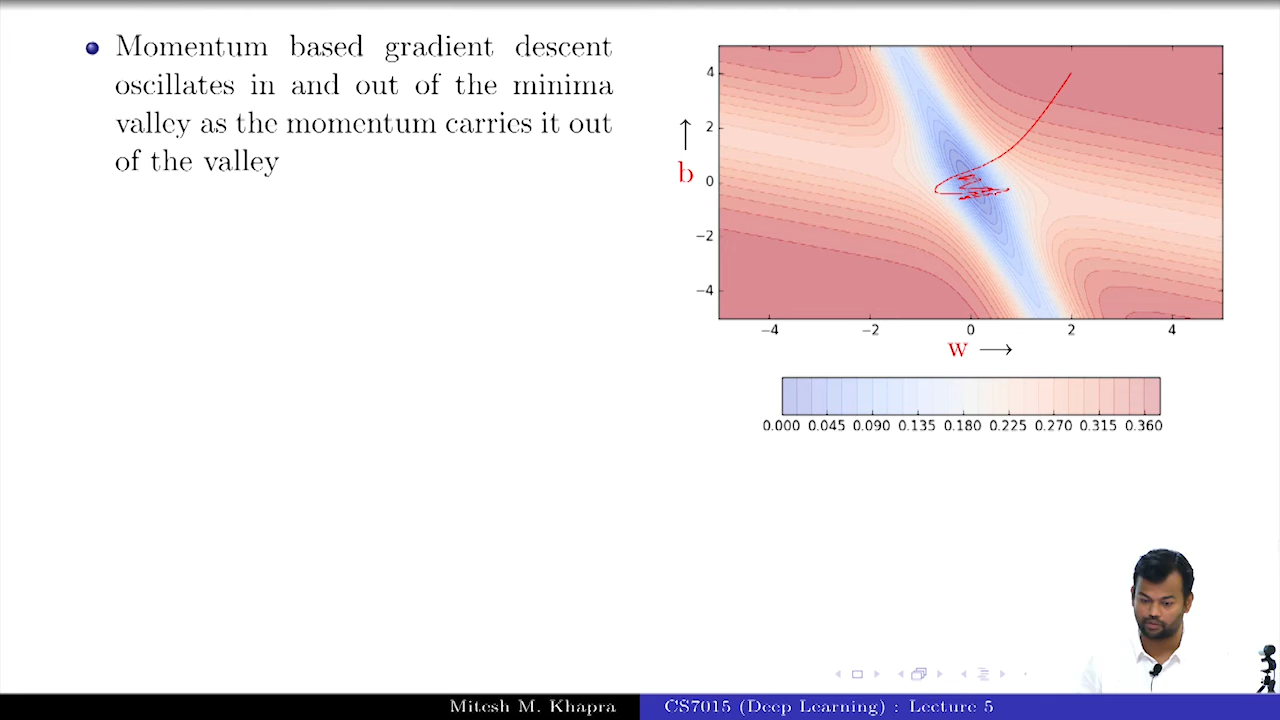 Momentum based gradient descent
oscillates in and out of the minima
valley as the momentum carries it out
of the valley
4
2
0
−2
−4
↑
b
−4 −2 0 2 4
w →
0.000 0.045 0.090 0.135 0.180 0.225 0.270 0.315 0.360
Mitesh M. Khapra CS7015 (Deep Learning) : Lecture 5